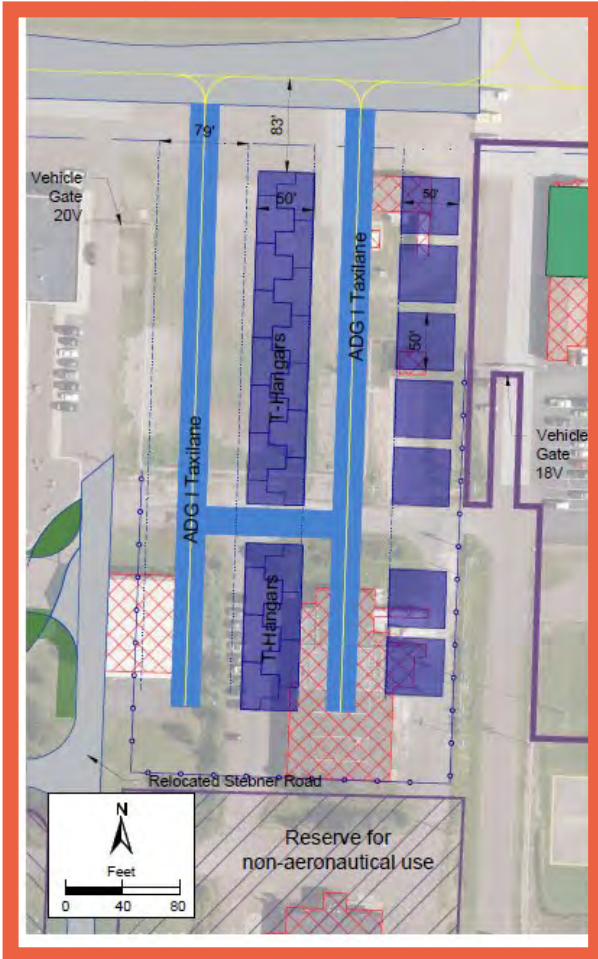 79'
83'
Vehicle
Gate
20V
50'
50'
ADG I Taxilane
T-Hangars
50'
Vehicle
Gate
18V
ADG I Taxilane
T-Hangars
Relocated Stebner Road
N
Feet
0 40 80
Reserve for
non-aeronautical use